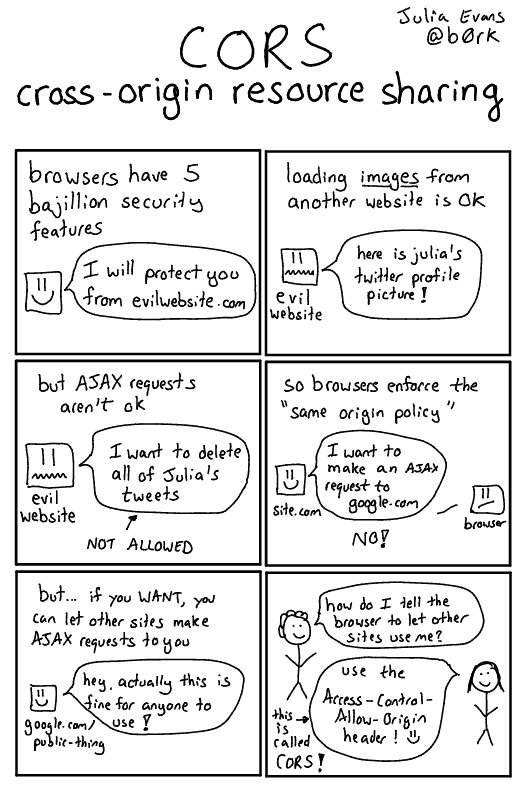 Julia Evans
@b0rk
CORS
cross-origin resource sharing
browsers have 5
bajillion security
features
I will protect you
from evilwebsite.com
loading images from
another website is OK
here is julia's
twitter profile
picture!
evil
website
but AJAX requests
aren't ok
I want to delete
all of Julia's
tweets
evil
website
NOT ALLOWED
so browsers enforce the
"same origin policy"
I want to
make an AJAX
request to
google.com
site.com
browser
NO!
but... if you WANT, you
can let other sites make
AJAX requests to you
hey, actually this is
fine for anyone to
use!
google.com/
public-thing
how do I tell the
browser to let other
sites use me?
use the
Access-Control-
Allow-Origin
header!
this
is
called
CORS!